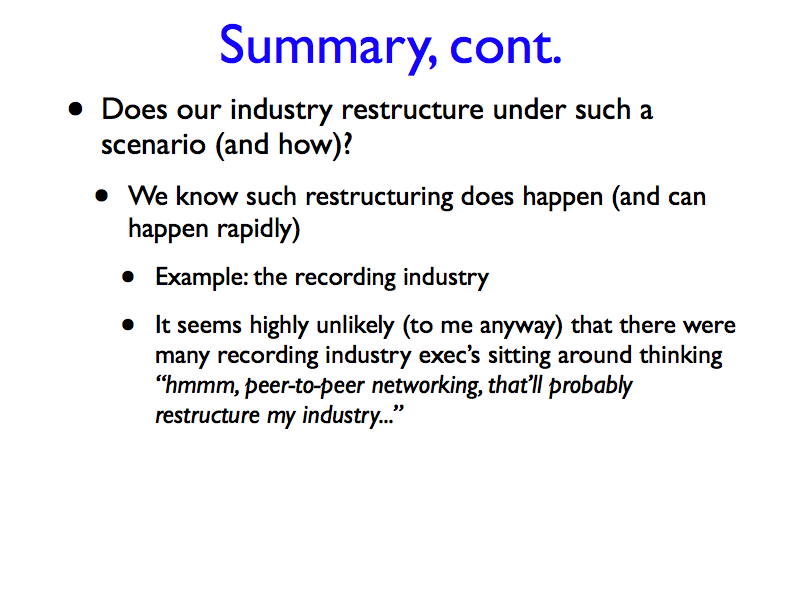 Summary, cont.
• Does our industry restructure under such a
scenario (and how)?
• We know such restructuring does happen (and can
happen rapidly)
• Example: the recording industry
• It seems highly unlikely (to me anyway) that there were
many recording industry exec’s sitting around thinking
“hmmm, peer-to-peer networking, that’ll probably
restructure my industry...”